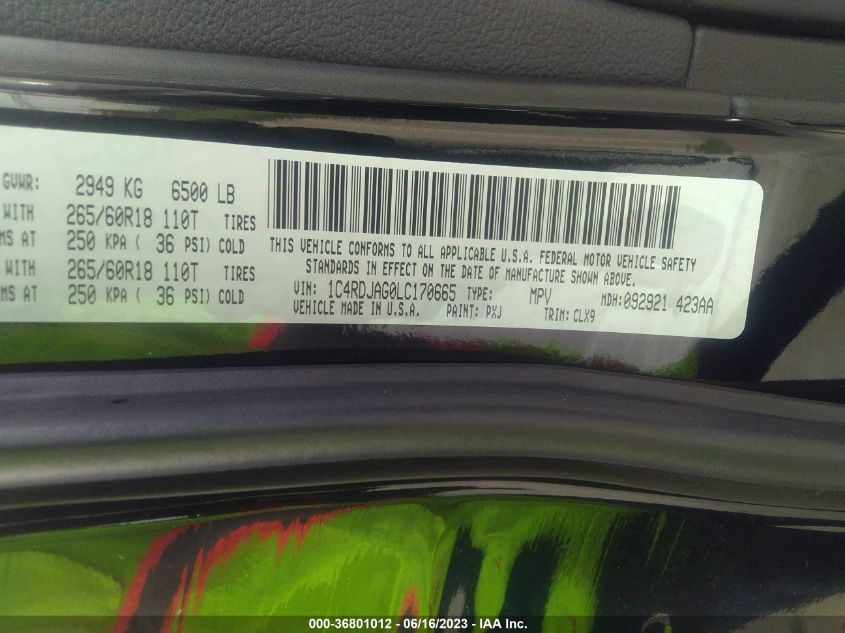 GVWR: 2949 KG 6500 LB
WITH 265/60R18 110T TIRES
MS AT 250 KPA ( 36 PSI) COLD
WITH 265/60R18 110T TIRES
MS AT 250 KPA ( 36 PSI) COLD
THIS VEHICLE CONFORMS TO ALL APPLICABLE U.S.A. FEDERAL MOTOR VEHICLE SAFETY
STANDARDS IN EFFECT ON THE DATE OF MANUFACTURE SHOWN ABOVE.
VIN: 1C4RDJAG0LC170665 TYPE: MPV MDH:092921 423AA
VEHICLE MADE IN U.S.A. PAINT: PXJ TRIM: CLX9
000-36801012 - 06/16/2023 - IAA Inc.